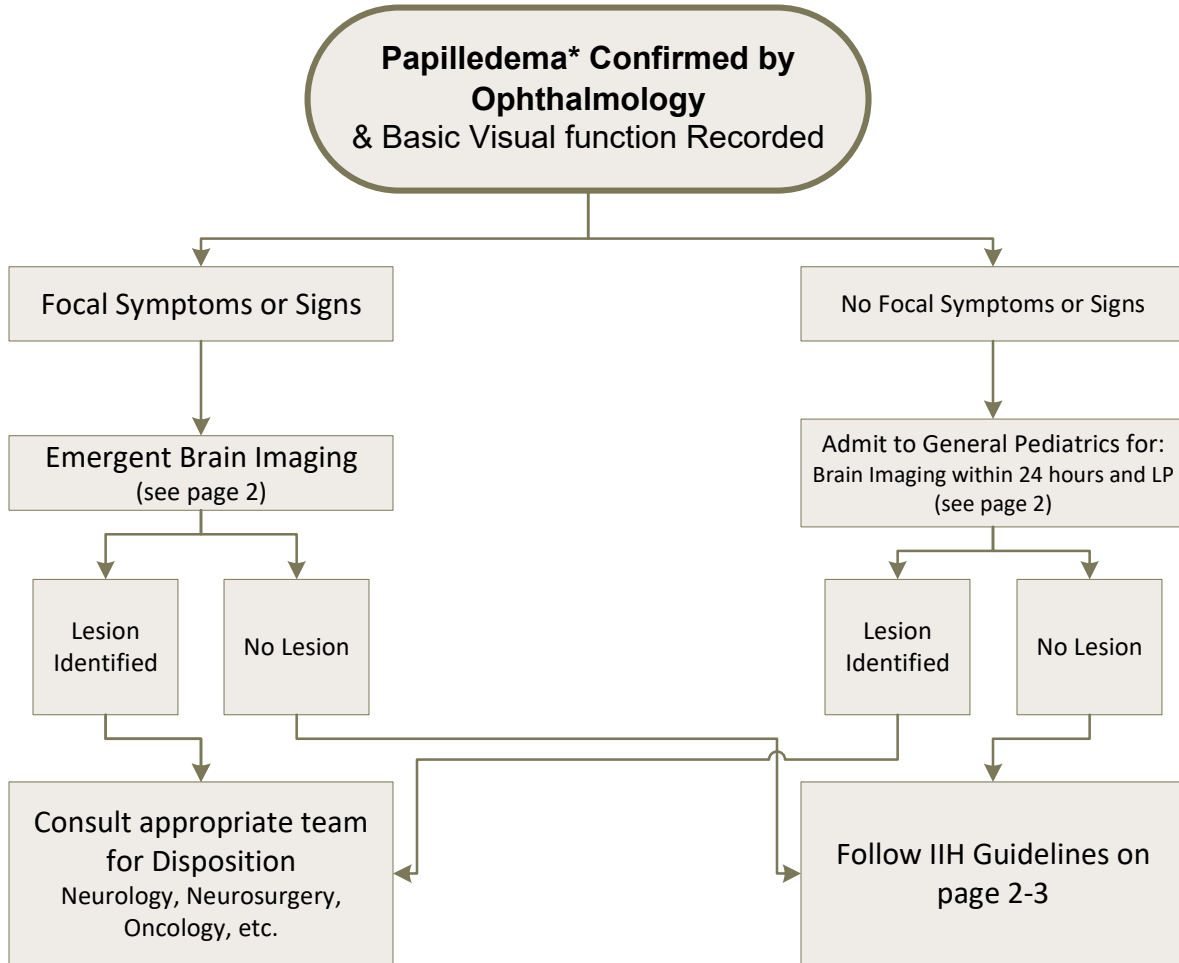 Papilledema* Confirmed by
Ophthalmology
& Basic Visual function Recorded
Focal Symptoms or Signs
No Focal Symptoms or Signs
Emergent Brain Imaging
(see page 2)
Admit to General Pediatrics for:
Brain Imaging within 24 hours and LP
(see page 2)
Lesion
Identified
No Lesion
Lesion
Identified
No Lesion
Consult appropriate team
for Disposition
Neurology, Neurosurgery,
Oncology, etc.
Follow IIH Guidelines on
page 2-3